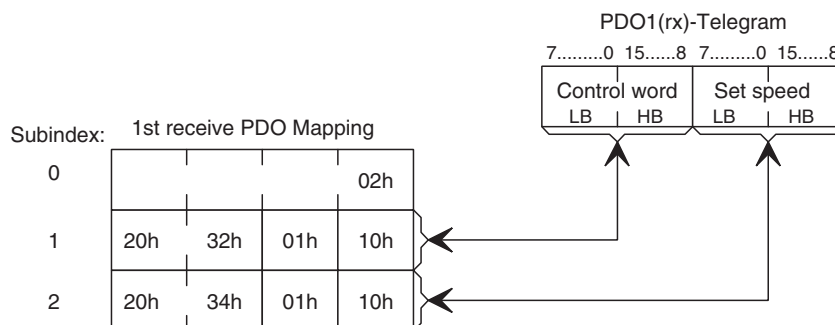 PDO1(rx)-Telegram
7.........0 15......8 7.........0 15......8
Control word Set speed
LB HB LB HB
Subindex: 1st receive PDO Mapping
0 02h
1 20h 32h 01h 10h
2 20h 34h 01h 10h